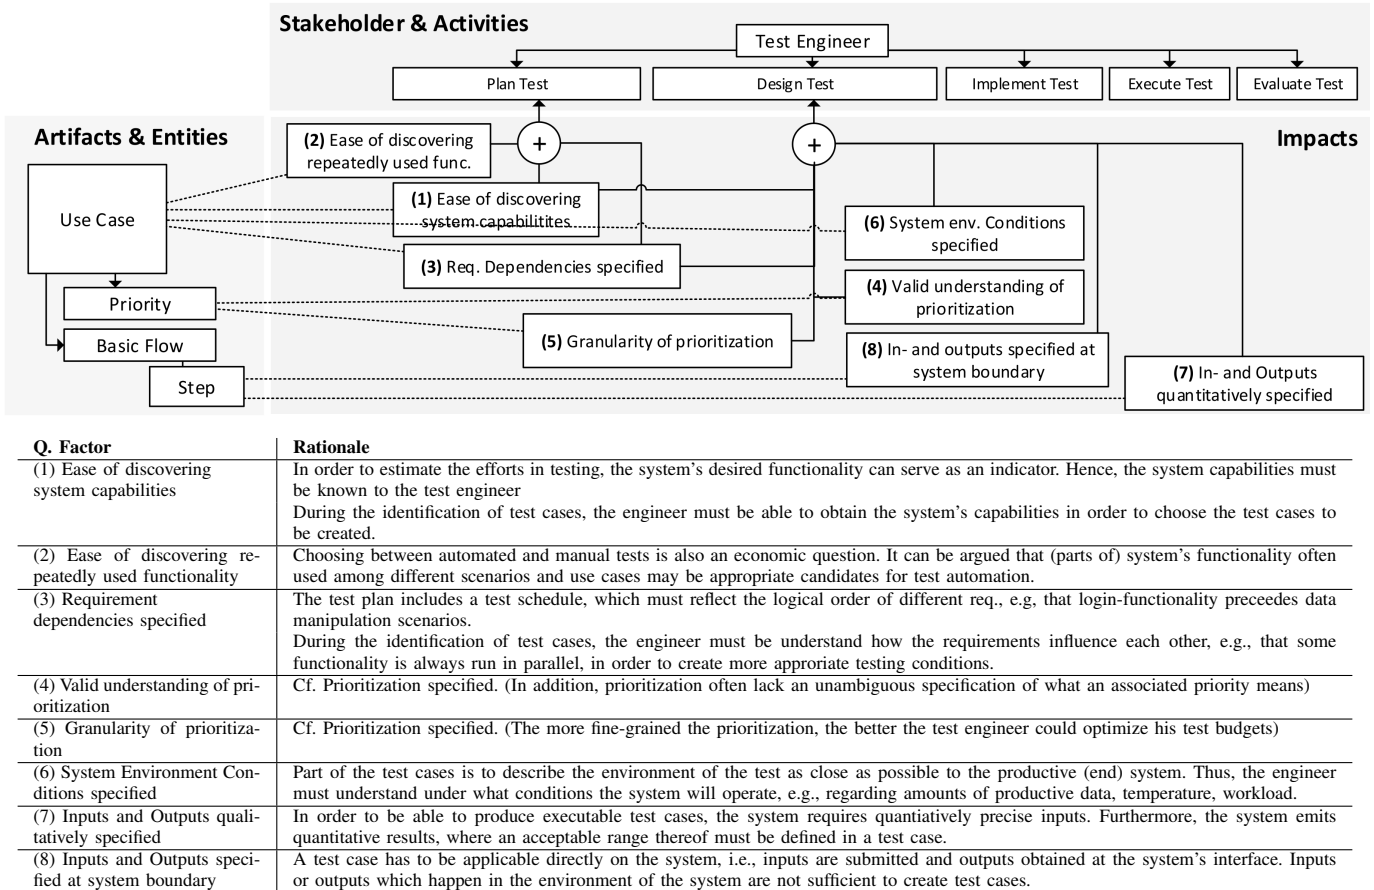 Stakeholder & Activities
Test Engineer
Plan Test
Design Test
Implement Test
Execute Test
Evaluate Test
Artifacts & Entities
Impacts
(2) Ease of discovering
repeatedly used func.
+
+
(1) Ease of discovering
system capabilitites
Use Case
(6) System env. Conditions
specified
(3) Req. Dependencies specified
(4) Valid understanding of
prioritization
Priority
(5) Granularity of prioritization
Basic Flow
(8) In- and outputs specified at
system boundary
Step
(7) In- and Outputs
quantitatively specified
Q. Factor
Rationale
(1) Ease of discovering
system capabilities
In order to estimate the efforts in testing, the system's desired functionality can serve as an indicator. Hence, the system capabilities must
be known to the test engineer
During the identification of test cases, the engineer must be able to obtain the system's capabilities in order to choose the test cases to
be created.
(2) Ease of discovering re-
peatedly used functionality
Choosing between automated and manual tests is also an economic question. It can be argued that (parts of) system's functionality often
used among different scenarios and use cases may be appropriate candidates for test automation.
(3) Requirement
dependencies specified
The test plan includes a test schedule, which must reflect the logical order of different req., e.g, that login-functionality preceedes data
manipulation scenarios.
During the identification of test cases, the engineer must be understand how the requirements influence each other, e.g., that some
functionality is always run in parallel, in order to create more approriate testing conditions.
(4) Valid understanding of pri-
oritization
Cf. Prioritization specified. (In addition, prioritization often lack an unambiguous specification of what an associated priority means)
(5) Granularity of prioritiza-
tion
Cf. Prioritization specified. (The more fine-grained the prioritization, the better the test engineer could optimize his test budgets)
(6) System Environment Con-
ditions specified
Part of the test cases is to describe the environment of the test as close as possible to the productive (end) system. Thus, the engineer
must understand under what conditions the system will operate, e.g., regarding amounts of productive data, temperature, workload.
(7) Inputs and Outputs quali-
tatively specified
In order to be able to produce executable test cases, the system requires quantiatively precise inputs. Furthermore, the system emits
quantitative results, where an acceptable range thereof must be defined in a test case.
(8) Inputs and Outputs speci-
fied at system boundary
A test case has to be applicable directly on the system, i.e., inputs are submitted and outputs obtained at the system's interface. Inputs
or outputs which happen in the environment of the system are not sufficient to create test cases.